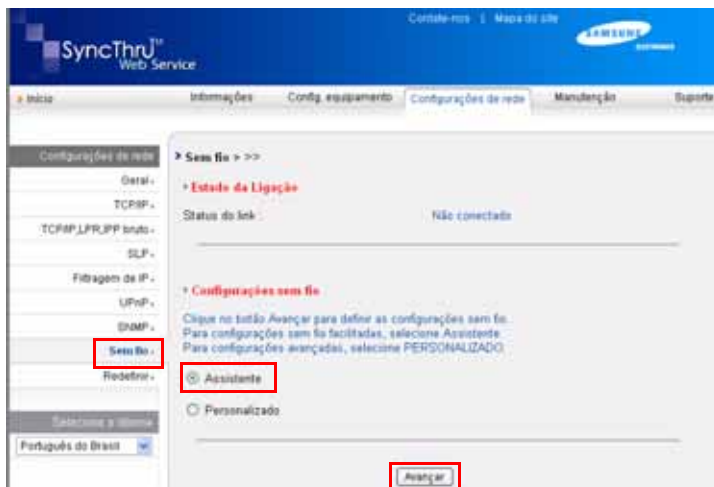 Contate-nos | Mapa do site
SAMSUNG
ELECTRONICS
SyncThru™
Web Service
Início
Informações Config. equipamento Configurações de rede Manutenção Suporte
Configurações de rede
Geral
TCP/IP
TCP/IP,LPR,IPP bruto
SLP
Filtragem de IP
UPnP
SNMP
Sem fio
Redefinir
Selecione o idioma
Português do Brasil
Sem fio > >>
Estado da Ligação
Status do link Não conectado
Configurações sem fio
Clique no botão Avançar para definir as configurações sem fio.
Para configurações sem fio facilitadas, selecione Assistente
Para configurações avançadas, selecione PERSONALIZADO.
Assistente
Personalizado
Avançar